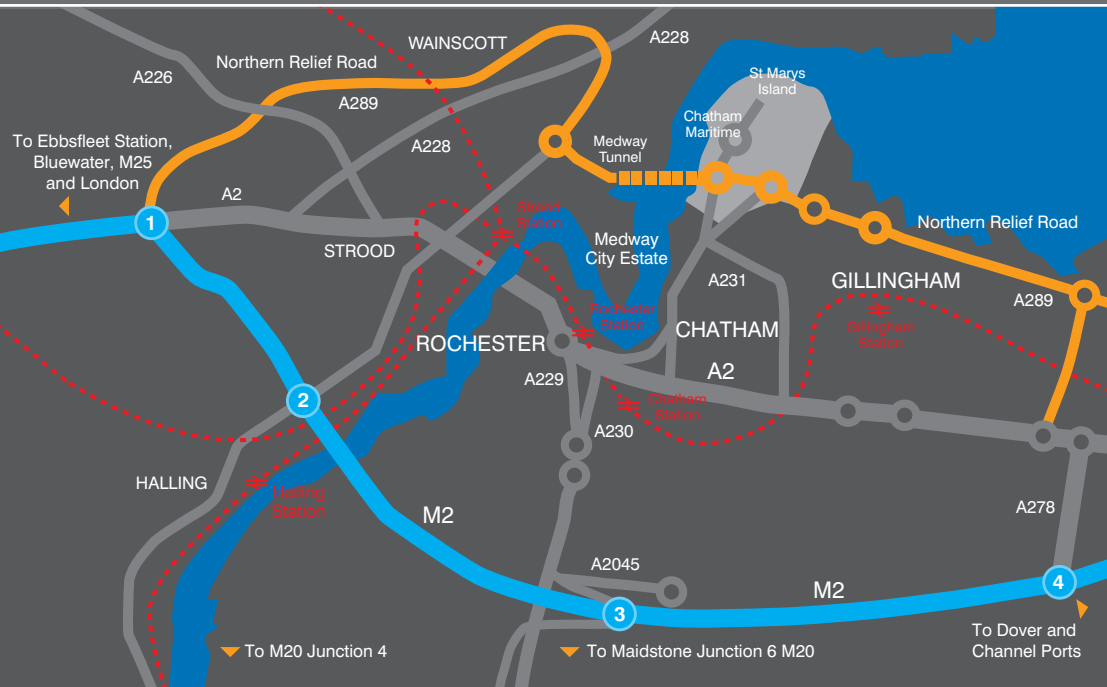 WAINSCOTT
A228
Northern Relief Road
A226
A289
St Marys
Island
Chatham
Maritime
To Ebbsfleet Station,
Bluewater, M25
and London
A228
Medway
Tunnel
A2
1
Strood
Station
Northern Relief Road
STROOD
Medway
City Estate
A231
GILLINGHAM
A289
Rochester
Station
Gillingham
Station
ROCHESTER
CHATHAM
A2
A229
2
Chatham
Station
A230
HALLING
Halling
Station
M2
A278
A2045
M2
4
3
To M20 Junction 4
To Maidstone Junction 6 M20
To Dover and
Channel Ports